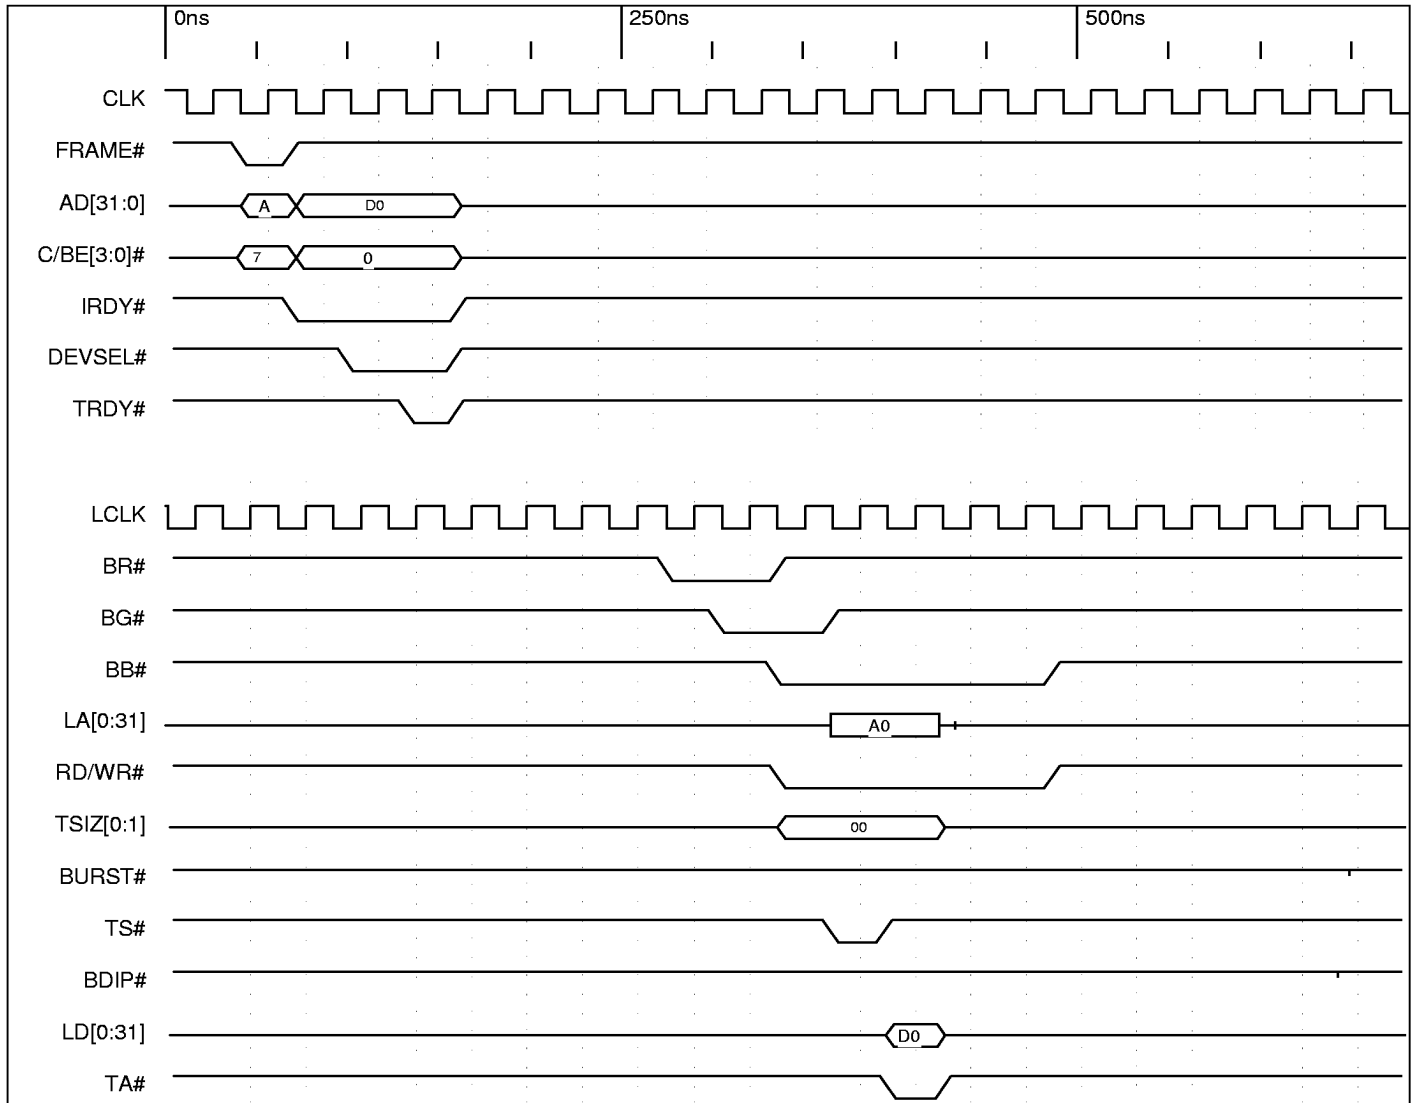 0ns 250ns 500ns
CLK
FRAME#
AD[31:0] A D0
C/BE[3:0]# 7 0
IRDY#
DEVSEL#
TRDY#
LCLK
BR#
BG#
BB#
LA[0:31] A0
RD/WR#
TSIZ[0:1] 00
BURST#
TS#
BDIP#
LD[0:31] D0
TA#